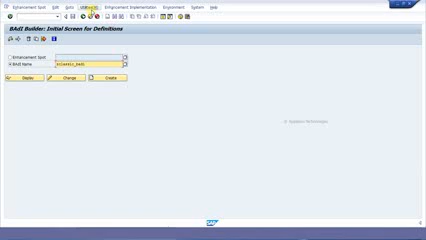 Enhancement Spot Edit Goto Utilities(M) Enhancement Implementation Environment System Help
BAdI Builder: Initial Screen for Definitions
Enhancement Spot
BAdI Name zclassic_badi
Display Change Create
SAP